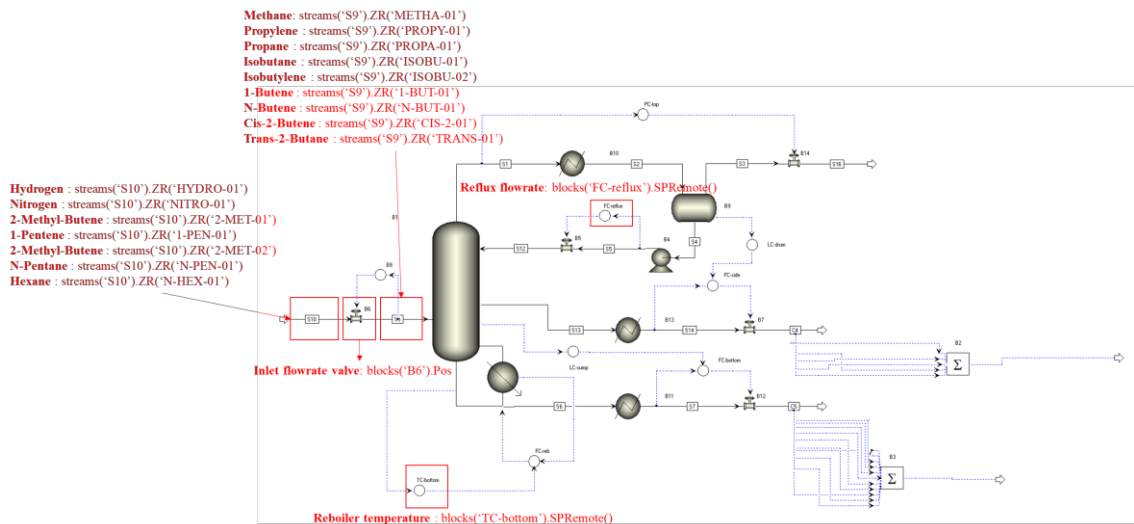 Methane: streams(‘S9’).ZR(‘METHA-01’)
Propylene : streams(‘S9’).ZR(‘PROPY-01’)
Propane : streams(‘S9’).ZR(‘PROPA-01’)
Isobutane : streams(‘S9’).ZR(‘ISOBU-01’)
Isobutylene : streams(‘S9’).ZR(‘ISOBU-02’)
1-Butene : streams(‘S9’).ZR(‘1-BUT-01’)
N-Butene : streams(‘S9’).ZR(‘N-BUT-01’)
Cis-2-Butene : streams(‘S9’).ZR(‘CIS-2-01’)
Trans-2-Butane : streams(‘S9’).ZR(‘TRANS-01’)
Hydrogen : streams(‘S10’).ZR(‘HYDRO-01’)
Nitrogen : streams(‘S10’).ZR(‘NITRO-01’)
2-Methyl-Butene : streams(‘S10’).ZR(‘2-MET-01’)
1-Pentene : streams(‘S10’).ZR(‘1-PEN-01’)
2-Methyl-Butene : streams(‘S10’).ZR(‘2-MET-02’)
N-Pentane : streams(‘S10’).ZR(‘N-PEN-01’)
Hexane : streams(‘S10’).ZR(‘N-HEX-01’)
FC-top
S1
B10
S2
S3
B14
S16
Reflux flowrate: blocks(‘FC-reflux’).SPRemote()
B1
FC-reflux
B9
S12
B5
S5
B4
S4
LC-drum
B8
FC-side
S10
B6
S13
B13
S14
B7
C4
B2
Σ
LC-sump
FC-bottom
Inlet flowrate valve: blocks(‘B6’).Pos
S6
B11
S7
B12
C5
FC-reb
B3
Σ
TC-bottom
Reboiler temperature : blocks(‘TC-bottom’).SPRemote()